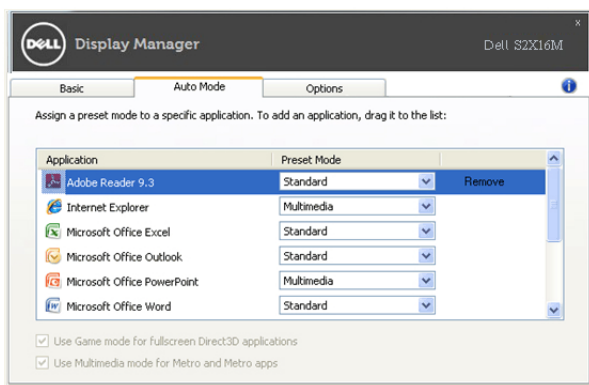 DELL Display Manager Dell S2X16M x
Basic Auto Mode Options i
Assign a preset mode to a specific application. To add an application, drag it to the list:
Application Preset Mode
Adobe Reader 9.3 Standard Remove
Internet Explorer Multimedia
Microsoft Office Excel Standard
Microsoft Office Outlook Standard
Microsoft Office PowerPoint Multimedia
Microsoft Office Word Standard
Use Game mode for fullscreen Direct3D applications
Use Multimedia mode for Metro and Metro apps